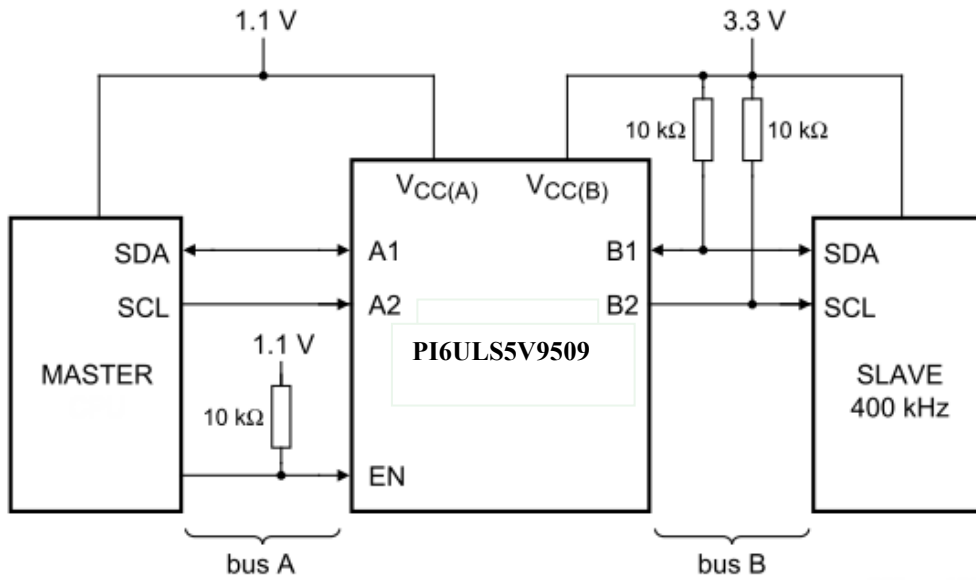 1.1 V
3.3 V
10 kΩ
10 kΩ
VCC(A)
VCC(B)
SDA
A1
B1
SDA
SCL
A2
B2
SCL
1.1 V
PI6ULS5V9509
MASTER
SLAVE
400 kHz
10 kΩ
EN
bus A
bus B